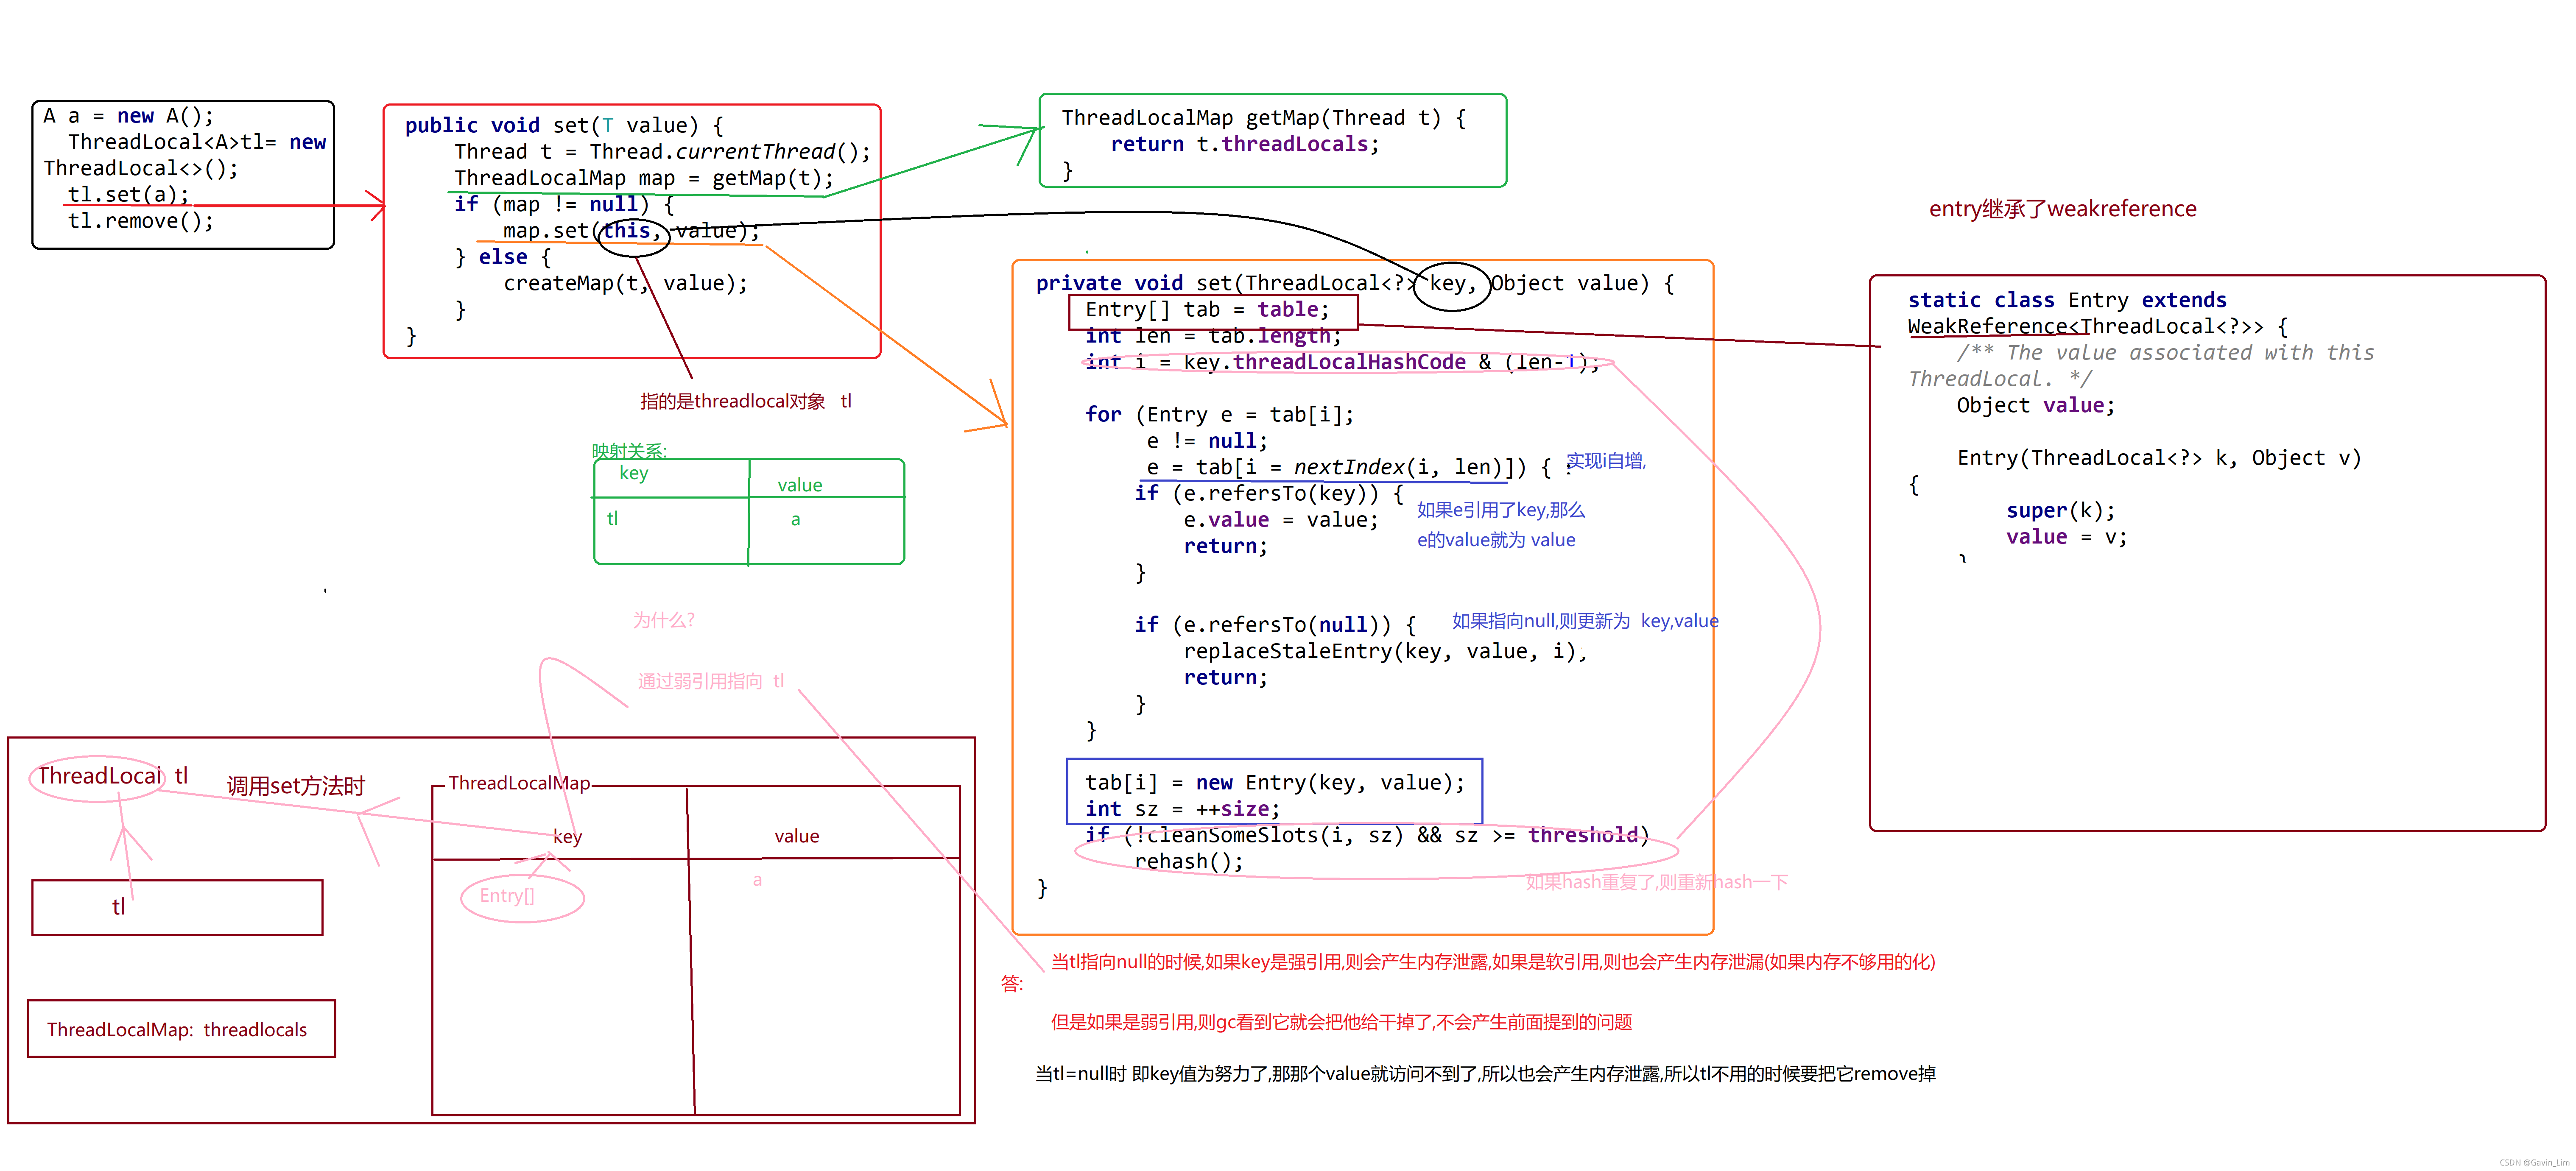 A a = new A();
ThreadLocal<A>tl= new
ThreadLocal<>();
tl.set(a);
tl.remove();
public void set(T value) {
Thread t = Thread.currentThread();
ThreadLocalMap map = getMap(t);
if (map != null) {
map.set(this, value);
} else {
createMap(t, value);
}
}
指的是threadlocal对象 tl
ThreadLocalMap getMap(Thread t) {
return t.threadLocals;
}
映射关系:
key
value
tl
a
为什么?
通过弱引用指向 tl
private void set(ThreadLocal<?> key, Object value) {
Entry[] tab = table;
int len = tab.length;
int i = key.threadLocalHashCode & (len-1);
for (Entry e = tab[i];
e != null;
e = tab[i = nextIndex(i, len)]) {
实现i自增,
if (e.refersTo(key)) {
e.value = value;
return;
}
如果e引用了key,那么
e的value就为 value
if (e.refersTo(null)) {
如果指向null,则更新为 key,value
replaceStaleEntry(key, value, i),
return;
}
}
tab[i] = new Entry(key, value);
int sz = ++size;
if (!cleanSomeSlots(i, sz) && sz >= threshold)
rehash();
}
如果hash重复了,则重新hash一下
entry继承了weakreference
static class Entry extends
WeakReference<ThreadLocal<?>> {
/** The value associated with this
ThreadLocal. */
Object value;
Entry(ThreadLocal<?> k, Object v)
{
super(k);
value = v;
}
ThreadLocal tl
调用set方法时
tl
ThreadLocalMap: threadlocals
ThreadLocalMap
key
value
Entry[]
a
答:
当tl指向null的时候,如果key是强引用,则会产生内存泄露,如果是软引用,则也会产生内存泄漏(如果内存不够用的化)
但是如果是弱引用,则gc看到它就会把他给干掉了,不会产生前面提到的问题
当tl=null时 即key值为努力了,那那个value就访问不到了,所以也会产生内存泄露,所以tl不用的时候要把它remove掉
CSDN @Gavin_Lim